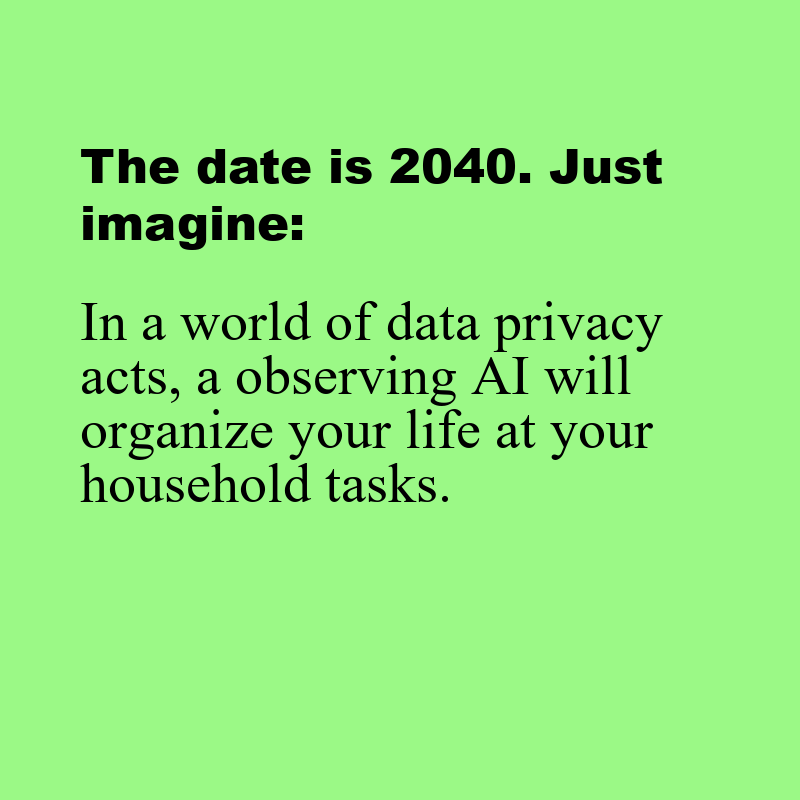 The date is 2040. Just
imagine:
In a world of data privacy
acts, a observing AI will
organize your life at your
household tasks.